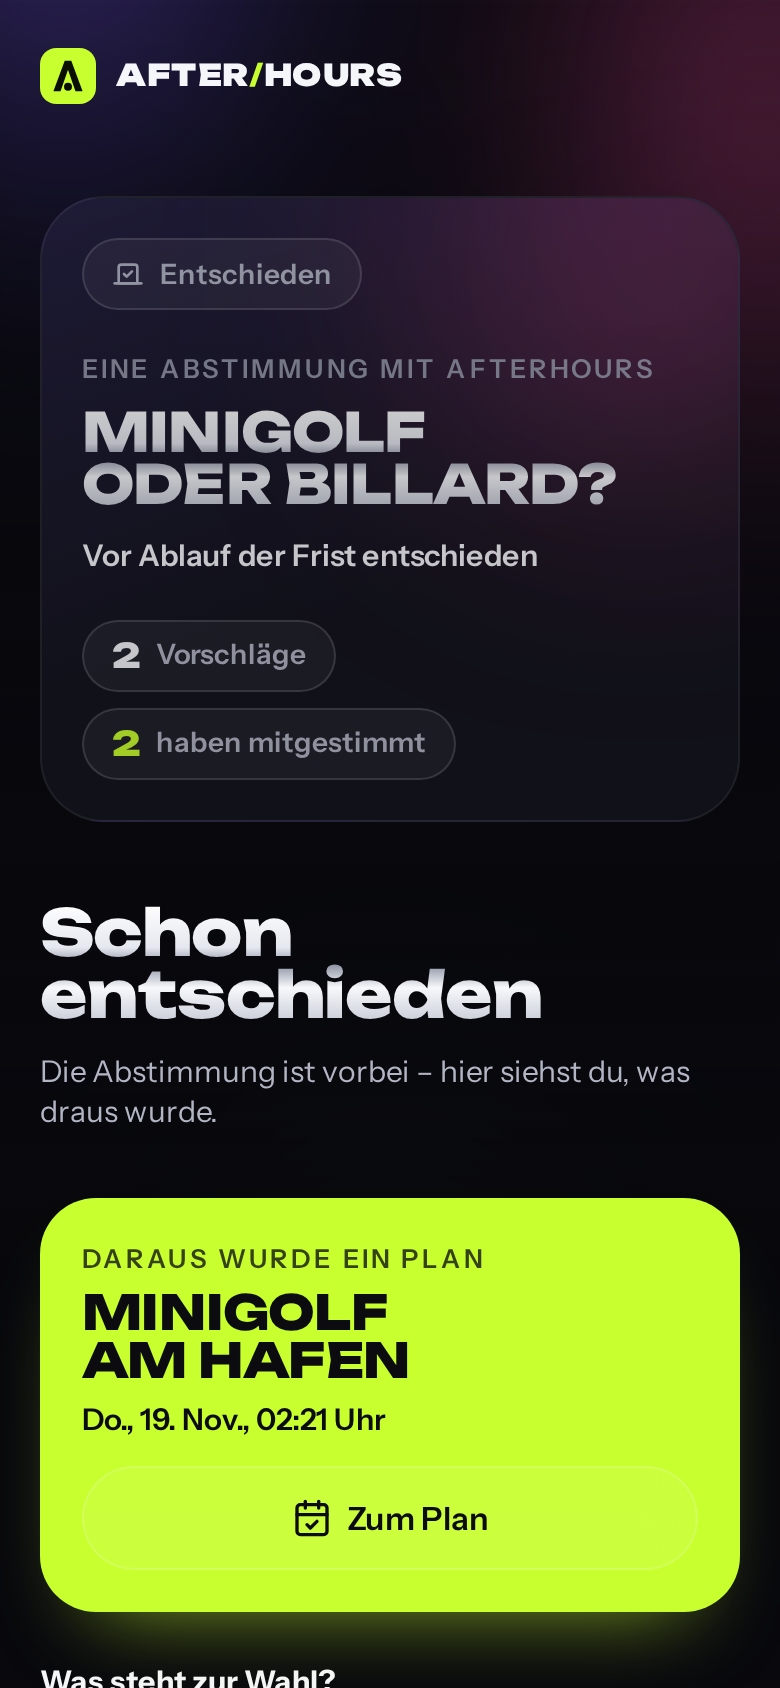 AFTER/HOURS
Entschieden
EINE ABSTIMMUNG MIT AFTERHOURS
MINIGOLF
ODER BILLARD?
Vor Ablauf der Frist entschieden
2 Vorschläge
2 haben mitgestimmt
Schon
entschieden
Die Abstimmung ist vorbei – hier siehst du, was
draus wurde.
DARAUS WURDE EIN PLAN
MINIGOLF
AM HAFEN
Do., 19. Nov., 02:21 Uhr
Zum Plan
Was steht zur Wahl?